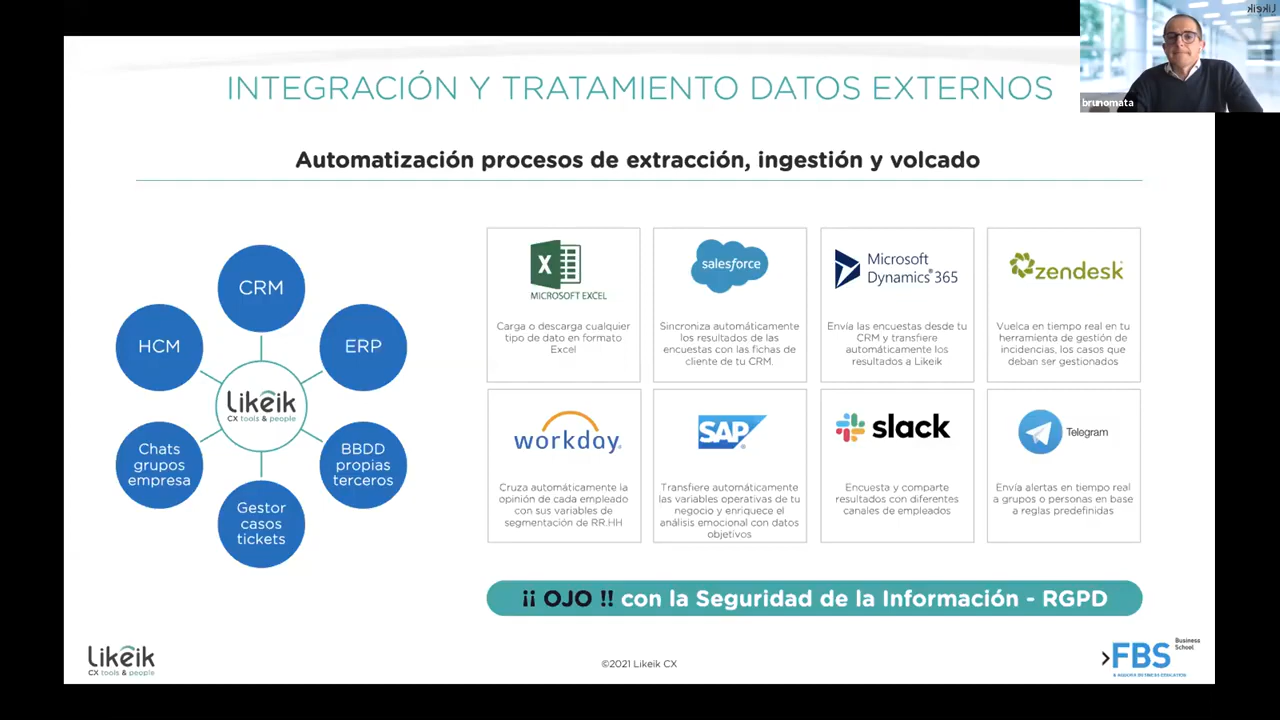 INTEGRACIÓN Y TRATAMIENTO DATOS EXTERNOS
Likeik
brunomata
Automatización procesos de extracción, ingestión y volcado
CRM
HCM
ERP
Likeik
CX tools & people
Chats
grupos
empresa
BBDD
propias
terceros
Gestor
casos
tickets
X
MICROSOFT EXCEL
Carga o descarga cualquier
tipo de dato en formato
Excel
salesforce
Sincroniza automáticamente
los resultados de las
encuestas con las fichas de
cliente de tu CRM.
Microsoft
Dynamics® 365
Envía las encuestas desde tu
CRM y transfiere
automáticamente los
resultados a Likeik
zendesk
Vuelca en tiempo real en tu
herramienta de gestión de
incidencias, los casos que
deban ser gestionados
workday®
Cruza automáticamente la
opinión de cada empleado
con sus variables de
segmentación de RR.HH
SAP®
Transfiere automáticamente
las variables operativas de tu
negocio y enriquece el
análisis emocional con datos
objetivos
slack
Encuesta y comparte
resultados con diferentes
canales de empleados
Telegram
Envía alertas en tiempo real
a grupos o personas en base
a reglas predefinidas
¡¡ OJO !! con la Seguridad de la Información - RGPD
Likeik
CX tools & people
©2021 Likeik CX
FBS
Business
School